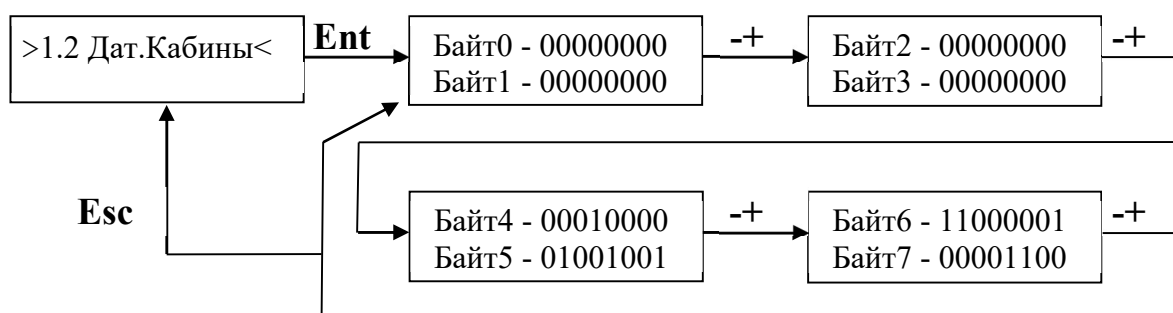 >1.2 Дат.Кабины<
Ent
Байт0 - 00000000
Байт1 - 00000000
-+
Байт2 - 00000000
Байт3 - 00000000
-+
Esc
Байт4 - 00010000
Байт5 - 01001001
-+
Байт6 - 11000001
Байт7 - 00001100
-+